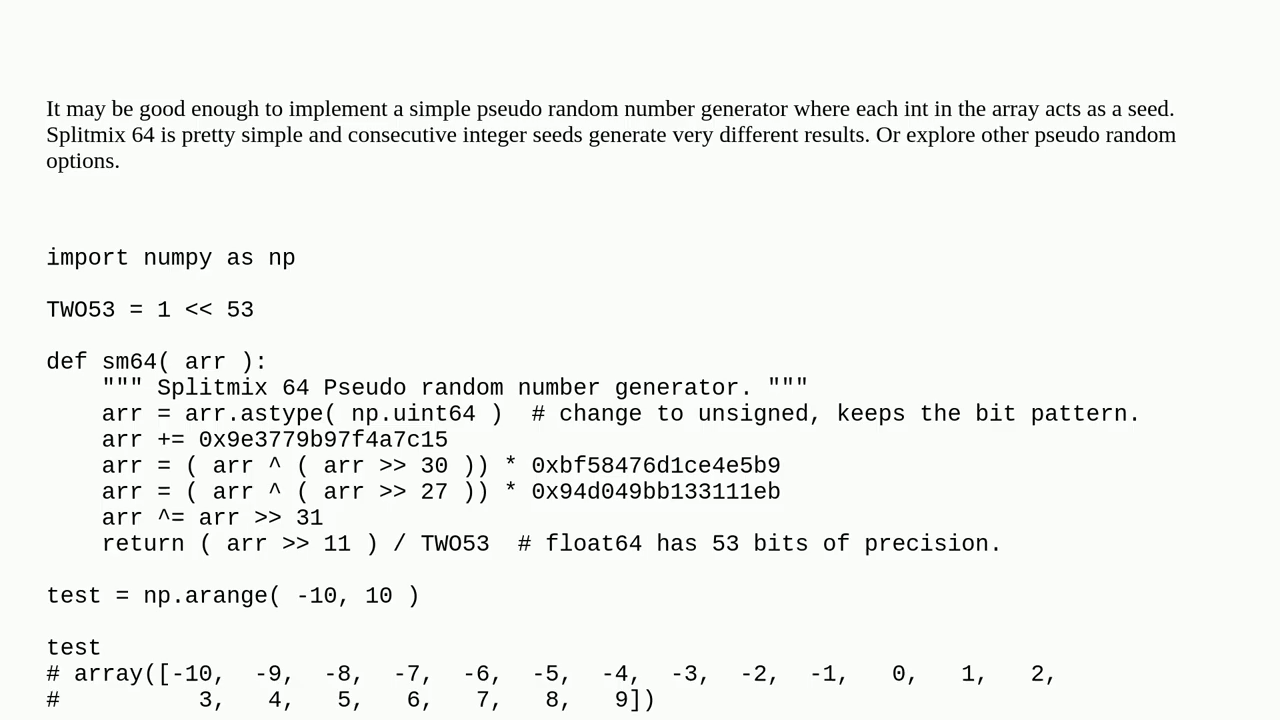 It may be good enough to implement a simple pseudo random number generator where each int in the array acts as a seed.
Splitmix 64 is pretty simple and consecutive integer seeds generate very different results. Or explore other pseudo random
options.
import numpy as np
TWO53 = 1 << 53
def sm64( arr ):
    """ Splitmix 64 Pseudo random number generator. """
    arr = arr.astype( np.uint64 )  # change to unsigned, keeps the bit pattern.
    arr += 0x9e3779b97f4a7c15
    arr = ( arr ^ ( arr >> 30 )) * 0xbf58476d1ce4e5b9
    arr = ( arr ^ ( arr >> 27 )) * 0x94d049bb133111eb
    arr ^= arr >> 31
    return ( arr >> 11 ) / TWO53  # float64 has 53 bits of precision.
test = np.arange( -10, 10 )
test
# array([-10,  -9,  -8,  -7,  -6,  -5,  -4,  -3,  -2,  -1,   0,   1,   2,
#          3,   4,   5,   6,   7,   8,   9])